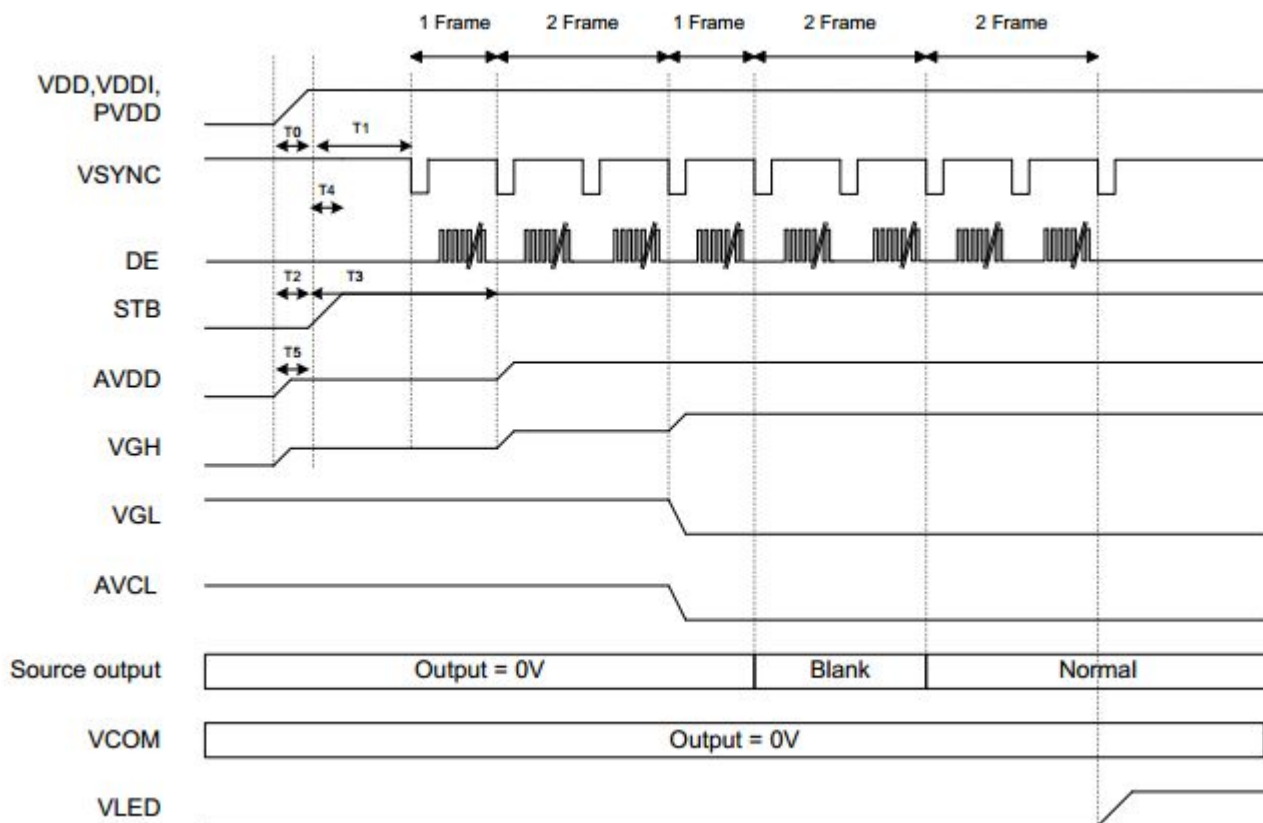 1 Frame 2 Frame 1 Frame 2 Frame 2 Frame
VDD,VDDI,
PVDD
T0 T1
VSYNC
T4
DE
T2 T3
STB
T5
AVDD
VGH
VGL
AVCL
Source output Output = 0V Blank Normal
VCOM Output = 0V
VLED